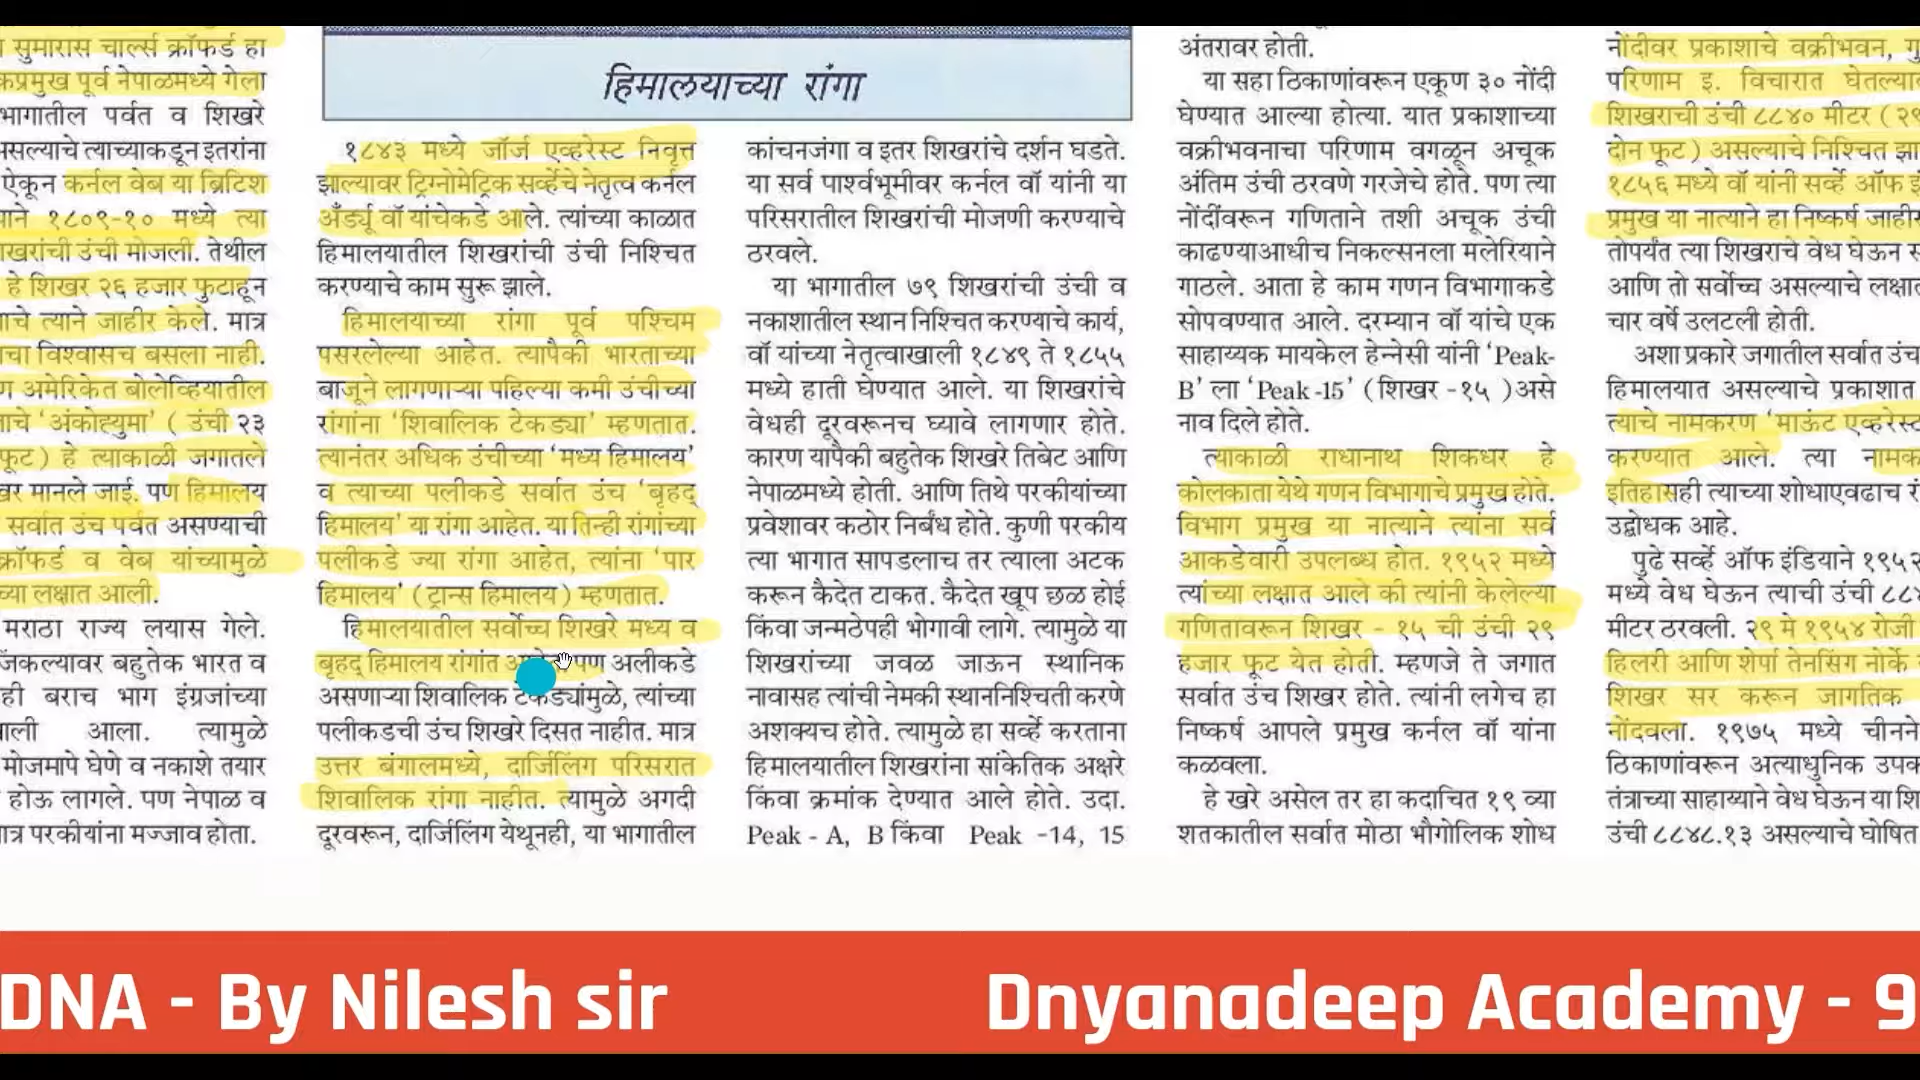 सुमारास चार्ल्स क्रॉफर्ड हा
प्रमुख पूर्व नेपाळमध्ये गेला
भागातील पर्वत व शिखरे
असल्याचे त्याच्याकडून इतरांना
ऐकून कर्नल वेब या ब्रिटिश
याने १८०९-१० मध्ये त्या
शिखरांची उंची मोजली. तेथील
हे शिखर २६ हजार फुटाहून
त्याने जाहीर केले. मात्र
विश्वासच बसला नाही.
अमेरिकेत बोलेव्हियातील
'अंकोह्युमा' ( उंची २३
फूट) हे त्याकाळी जगातले
मानले जाई. पण हिमालय
सर्वात उंच पर्वत असण्याची
क्रॉफर्ड व वेब यांच्यामुळे
लक्षात आली.
मराठा राज्य लयास गेले.
जिंकल्यावर बहुतेक भारत व
ही बराच भाग इंग्रजांच्या
आला. त्यामुळे
मोजमापे घेणे व नकाशे तयार
होऊ लागले. पण नेपाळ व
मात्र परकीयांना मज्जाव होता.
हिमालयाच्या रांगा
१८४३ मध्ये जॉर्ज एव्हरेस्ट निवृत्त
झाल्यावर ट्रिग्नोमेट्रिक सर्व्हेचे नेतृत्व कर्नल
अँड्र्यू वॉ यांचेकडे आले. त्यांच्या काळात
हिमालयातील शिखरांची उंची निश्चित
करण्याचे काम सुरू झाले.
हिमालयाच्या रांगा पूर्व पश्चिम
पसरलेल्या आहेत. त्यापैकी भारताच्या
बाजूने लागणाऱ्या पहिल्या कमी उंचीच्या
रांगांना 'शिवालिक टेकड्या' म्हणतात.
त्यानंतर अधिक उंचीच्या 'मध्य हिमालय'
व त्याच्या पलीकडे सर्वात उंच 'बृहद्
हिमालय' या रांगा आहेत. या तिन्ही रांगांच्या
पलीकडे ज्या रांगा आहेत, त्यांना 'पार
हिमालय' (ट्रान्स हिमालय) म्हणतात.
हिमालयातील सर्वोच्च शिखरे मध्य व
बृहद् हिमालय रांगांत पण अलीकडे
असणाऱ्या शिवालिक टेकड्यांमुळे, त्यांच्या
पलीकडची उंच शिखरे दिसत नाहीत. मात्र
उत्तर बंगालमध्ये, दार्जिलिंग परिसरात
शिवालिक रांगा नाहीत. त्यामुळे अगदी
दूरवरून, दार्जिलिंग येथूनही, या भागातील
कांचनजंगा व इतर शिखरांचे दर्शन घडते.
या सर्व पार्श्वभूमीवर कर्नल वॉ यांनी या
परिसरातील शिखरांची मोजणी करण्याचे
ठरवले.
या भागातील ७९ शिखरांची उंची व
नकाशातील स्थान निश्चित करण्याचे कार्य,
वॉ यांच्या नेतृत्वाखाली १८४९ ते १८५५
मध्ये हाती घेण्यात आले. या शिखरांचे
वेधही दूरवरूनच घ्यावे लागणार होते.
कारण यापैकी बहुतेक शिखरे तिबेट आणि
नेपाळमध्ये होती. आणि तिथे परकीयांच्या
प्रवेशावर कठोर निर्बंध होते. कुणी परकीय
त्या भागात सापडलाच तर त्याला अटक
करून कैदेत टाकत. कैदेत खूप छळ होई
किंवा जन्मठेपही भोगावी लागे. त्यामुळे या
शिखरांच्या जवळ जाऊन स्थानिक
नावासह त्यांची नेमकी स्थाननिश्चिती करणे
अशक्यच होते. त्यामुळे हा सर्व्हे करताना
हिमालयातील शिखरांना सांकेतिक अक्षरे
किंवा क्रमांक देण्यात आले होते. उदा.
Peak - A, B किंवा Peak -14, 15
अंतरावर होती.
या सहा ठिकाणांवरून एकूण ३० नोंदी
घेण्यात आल्या होत्या. यात प्रकाशाच्या
वक्रीभवनाचा परिणाम वगळून अचूक
अंतिम उंची ठरवणे गरजेचे होते. पण त्या
नोंदींवरून गणिताने तशी अचूक उंची
काढण्याआधीच निकल्सनला मलेरियाने
गाठले. आता हे काम गणन विभागाकडे
सोपवण्यात आले. दरम्यान वॉ यांचे एक
साहाय्यक मायकेल हेन्नेसी यांनी 'Peak-
B' ला 'Peak -15' ( शिखर -१५ ) असे
नाव दिले होते.
त्याकाळी राधानाथ शिकधर हे
कोलकाता येथे गणन विभागाचे प्रमुख होते.
विभाग प्रमुख या नात्याने त्यांना सर्व
आकडेवारी उपलब्ध होत. १९५२ मध्ये
त्यांच्या लक्षात आले की त्यांनी केलेल्या
गणितावरून शिखर - १५ ची उंची २९
हजार फूट येत होती. म्हणजे ते जगात
सर्वात उंच शिखर होते. त्यांनी लगेच हा
निष्कर्ष आपले प्रमुख कर्नल वॉ यांना
कळवला.
हे खरे असेल तर हा कदाचित १९ व्या
शतकातील सर्वात मोठा भौगोलिक शोध
नोंदीवर प्रकाशाचे वक्रीभवन,
परिणाम इ. विचारात घेतल्या
शिखराची उंची ८८४० मीटर (
दोन फूट) असल्याचे निश्चित
१८५६ मध्ये वॉ यांनी सर्व्हे ऑफ
प्रमुख या नात्याने हा निष्कर्ष
तोपर्यंत त्या शिखराचे वेध घेऊन
आणि तो सर्वोच्च असल्याचे
चार वर्षे उलटली होती.
अशा प्रकारे जगातील सर्वात उंच
हिमालयात असल्याचे प्रकाशात
त्याचे नामकरण 'माऊंट एव्हरेस्ट
करण्यात आले. त्या
इतिहासही त्याच्या शोधाएवढाच
उद्बोधक आहे.
पुढे सर्व्हे ऑफ इंडियाने १९५२
मध्ये वेध घेऊन त्याची उंची
मीटर ठरवली. २९ मे १९५४ रोजी
हिलरी आणि शेर्पा तेनसिंग नोर्के
शिखर सर करून जागतिक
नोंदवला. १९७५ मध्ये चीनने
ठिकाणांवरून अत्याधुनिक
तंत्राच्या साहाय्याने वेध घेऊन या
उंची ८८४८.१३ असल्याचे घोषित
DNA - By Nilesh sir
Dnyanadeep Academy - 9